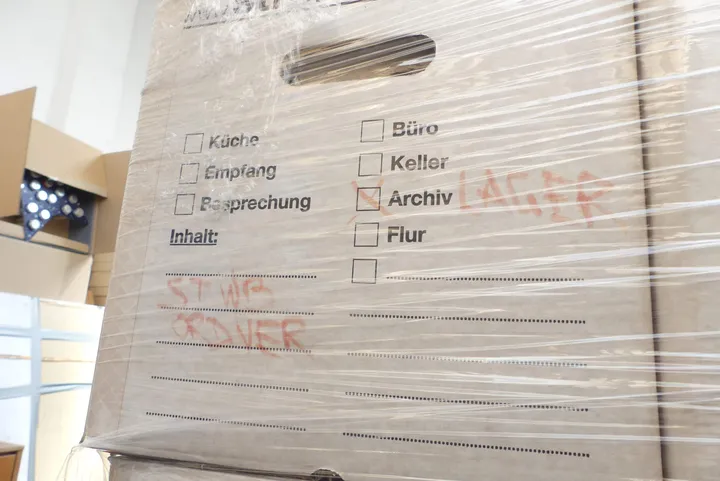 Küche
Empfang
Besprechung
Inhalt:
Büro
Keller
Archiv LAGER
Flur
ST WB
ORDNER